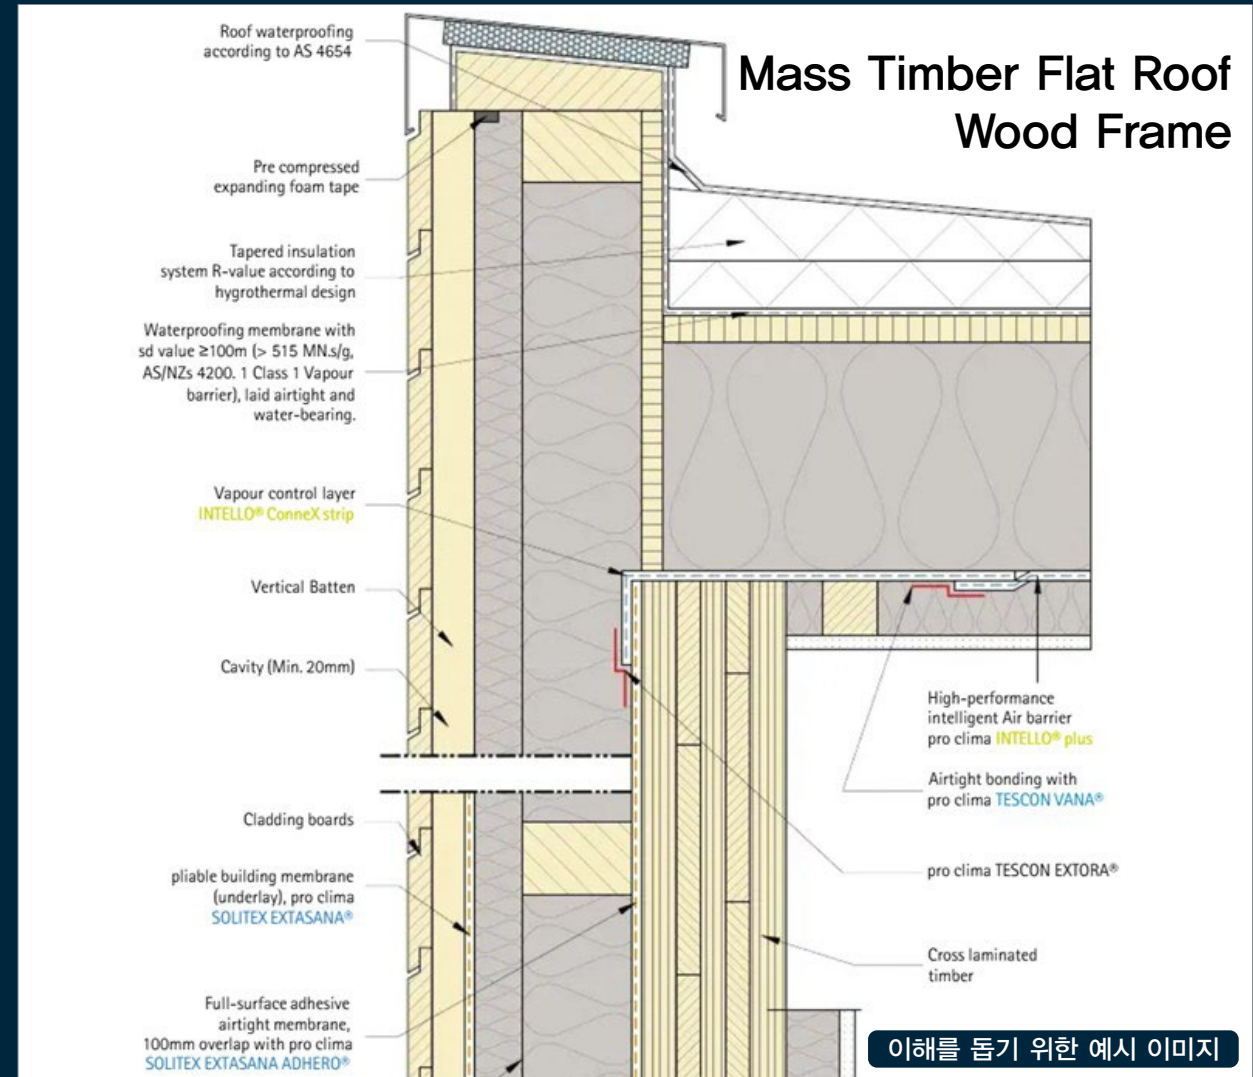 Roof waterproofing
according to AS 4654
Mass Timber Flat Roof
Wood Frame
Pre compressed
expanding foam tape
Tapered insulation
system R-value according to
hygrothermal design
Waterproofing membrane with
sd value ≥100m (> 515 MN.s/g,
AS/NZs 4200. 1 Class 1 Vapour
barrier), laid airtight and
water-bearing.
Vapour control layer
INTELLO® ConneX strip
Vertical Batten
Cavity (Min. 20mm)
Cladding boards
pliable building membrane
(underlay), pro clima
SOLITEX EXTASANA®
Full-surface adhesive
airtight membrane,
100mm overlap with pro clima
SOLITEX EXTASANA ADHERO®
High-performance
intelligent Air barrier
pro clima INTELLO® plus
Airtight bonding with
pro clima TESCON VANA®
pro clima TESCON EXTORA®
Cross laminated
timber
이해를 돕기 위한 예시 이미지